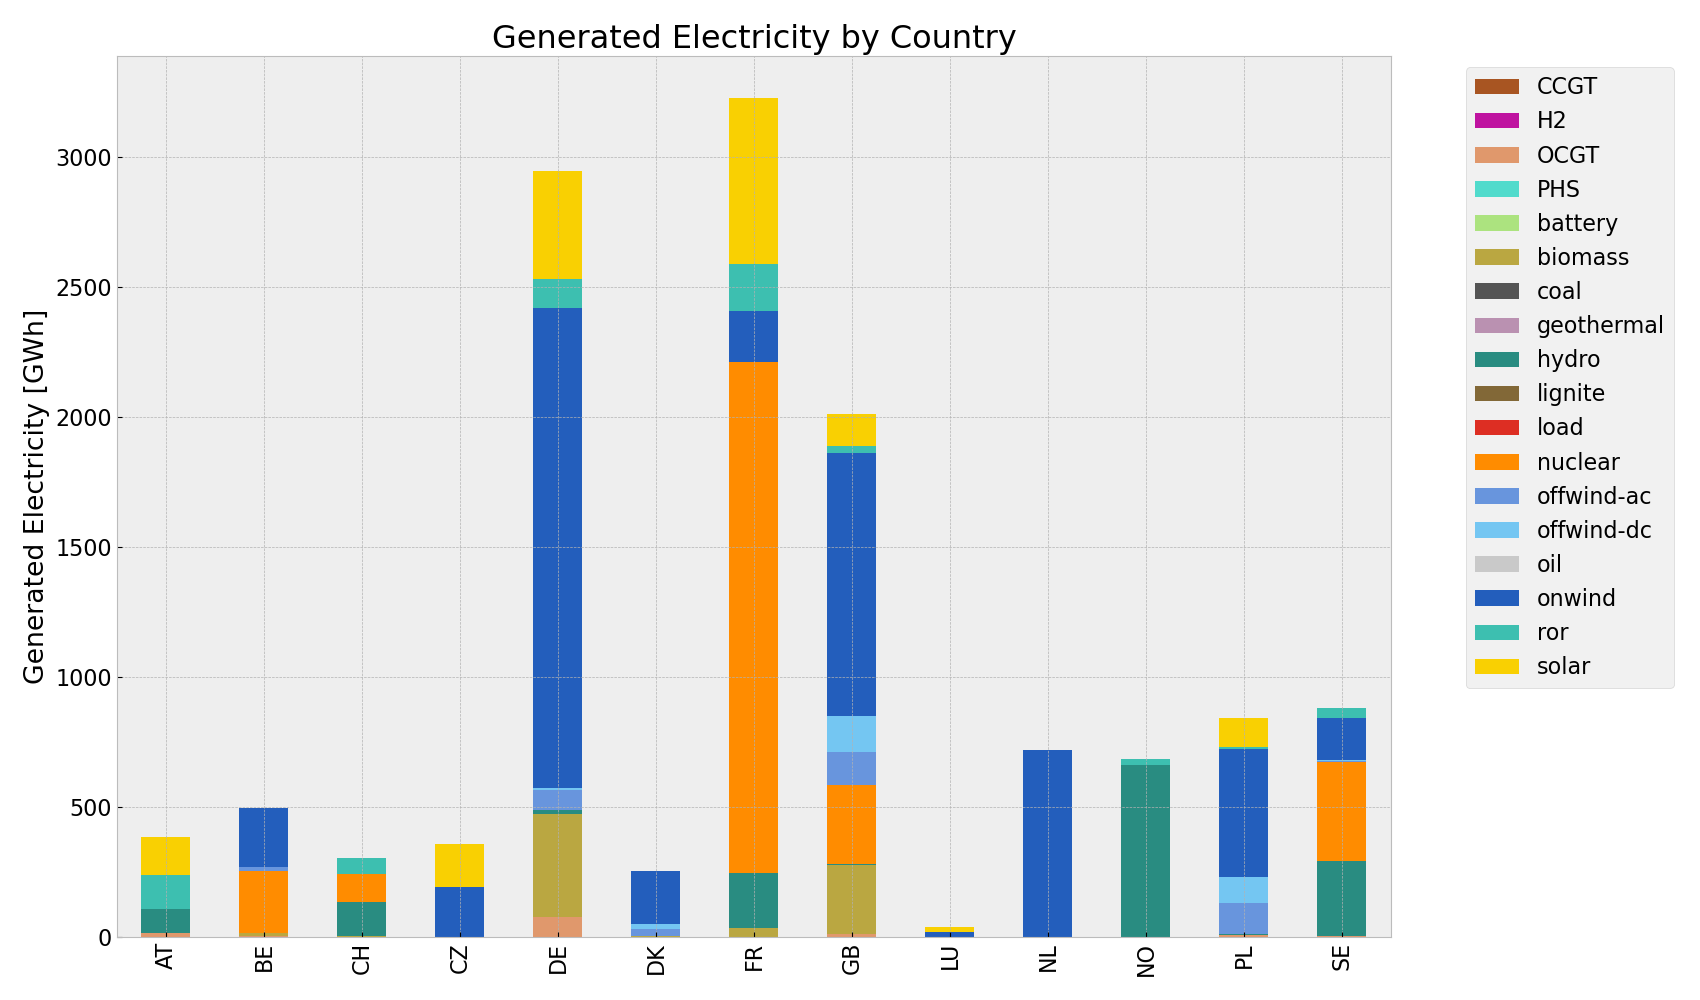 Generated Electricity by Country
Generated Electricity [GWh]
3000
2500
2000
1500
1000
500
0
AT
BE
CH
CZ
DE
DK
FR
GB
LU
NL
NO
PL
SE
CCGT
H2
OCGT
PHS
battery
biomass
coal
geothermal
hydro
lignite
load
nuclear
offwind-ac
offwind-dc
oil
onwind
ror
solar